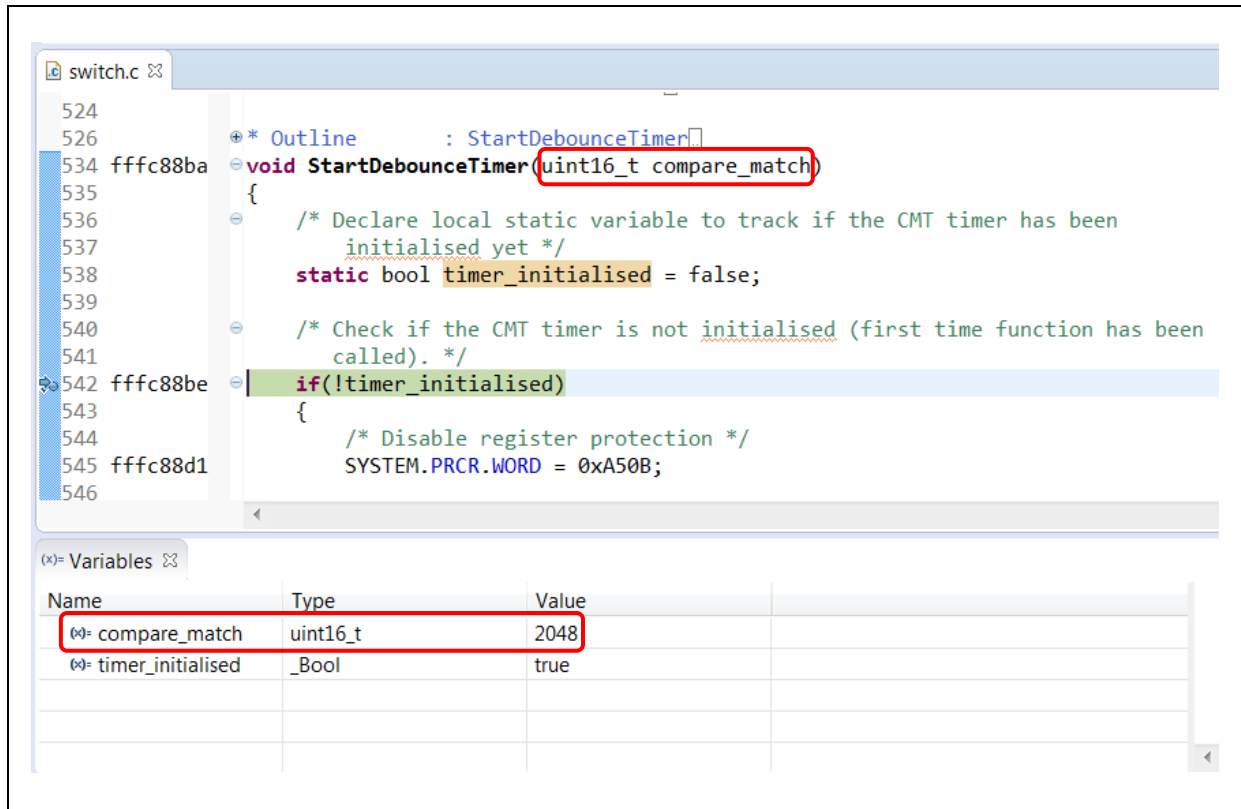 switch.c
524
526 * Outline : StartDebounceTimer
534 fffc88ba void StartDebounceTimer(uint16_t compare_match)
535 {
536 /* Declare local static variable to track if the CMT timer has been
537 initialised yet */
538 static bool timer_initialised = false;
539
540 /* Check if the CMT timer is not initialised (first time function has been
541 called). */
542 fffc88be if(!timer_initialised)
543 {
544 /* Disable register protection */
545 fffc88d1 SYSTEM.PRCR.WORD = 0xA50B;
546
(x)= Variables
Name Type Value
(x)= compare_match uint16_t 2048
(x)= timer_initialised _Bool true